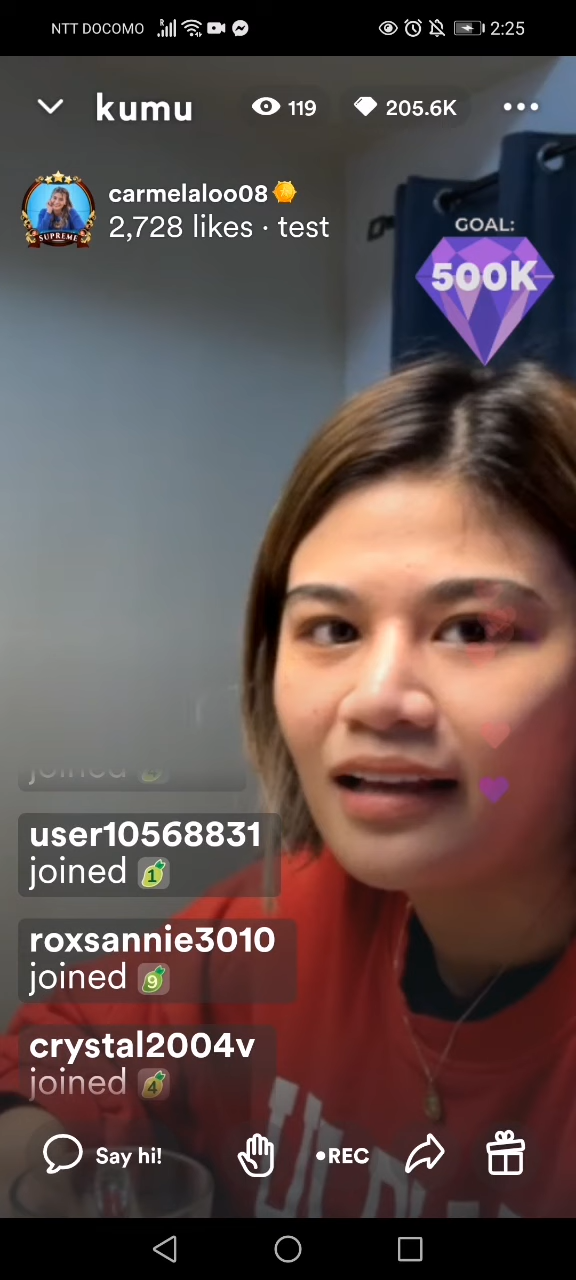 NTT DOCOMO
2:25
kumu
119
205.6K
carmelaloo08
2,728 likes · test
SUPREME
GOAL:
500K
joined
user10568831
joined 1
roxsannie3010
joined 9
crystal2004v
joined 4
Say hi!
•REC